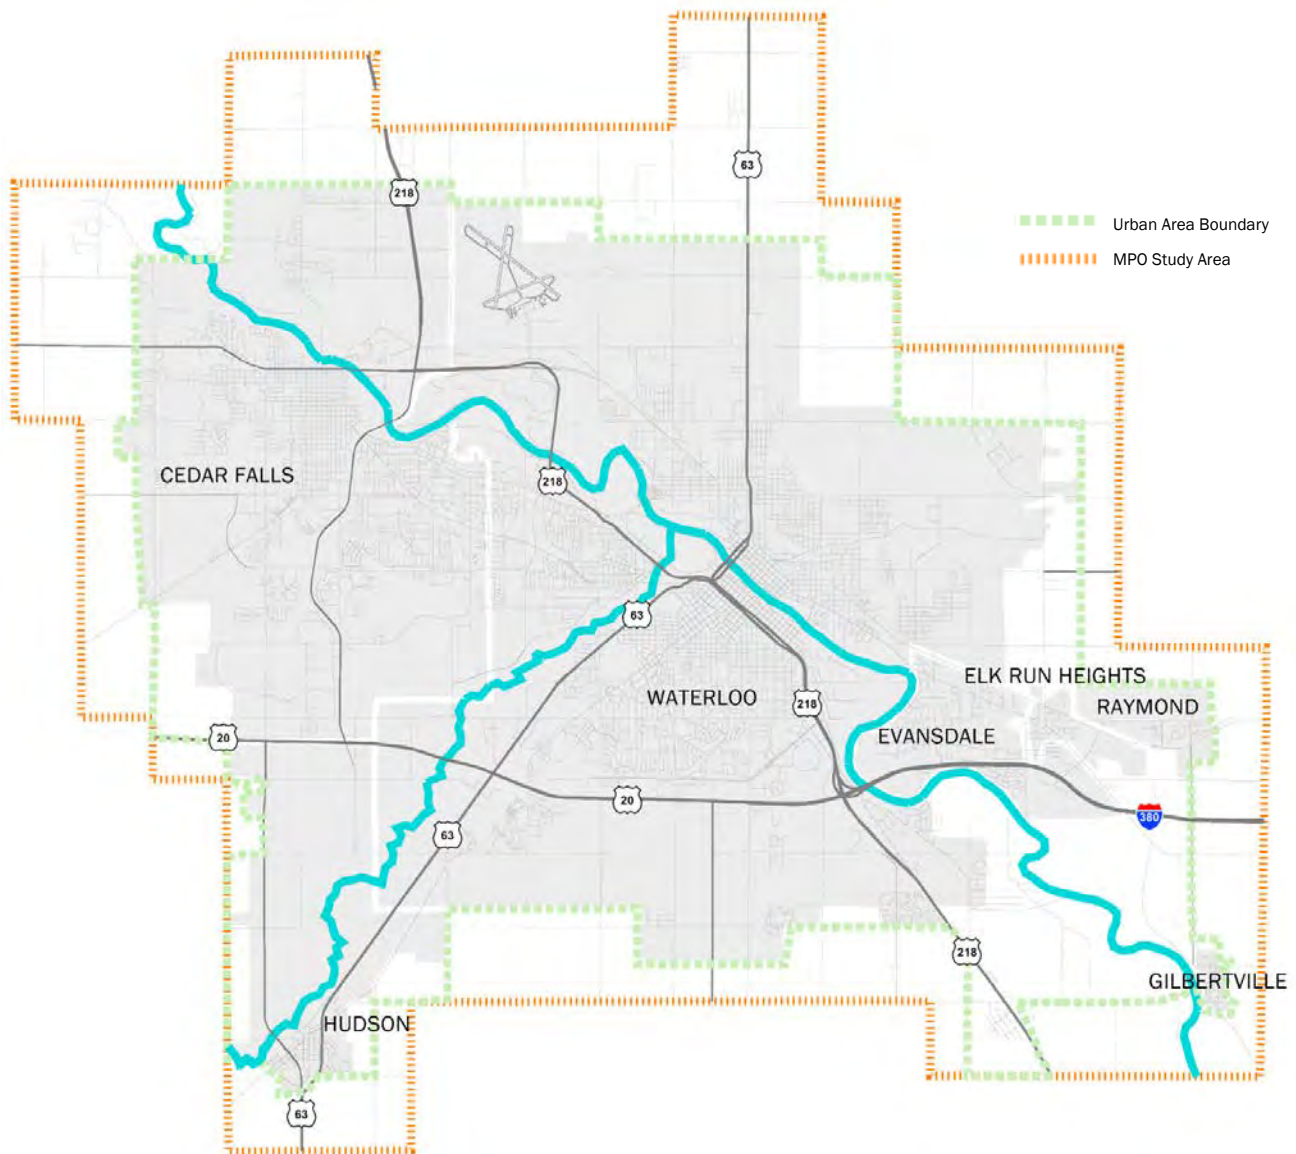 63
218
Urban Area Boundary
MPO Study Area
CEDAR FALLS
218
63
ELK RUN HEIGHTS
WATERLOO
218
RAYMOND
EVANSDALE
20
20
380
63
218
GILBERTVILLE
HUDSON
63